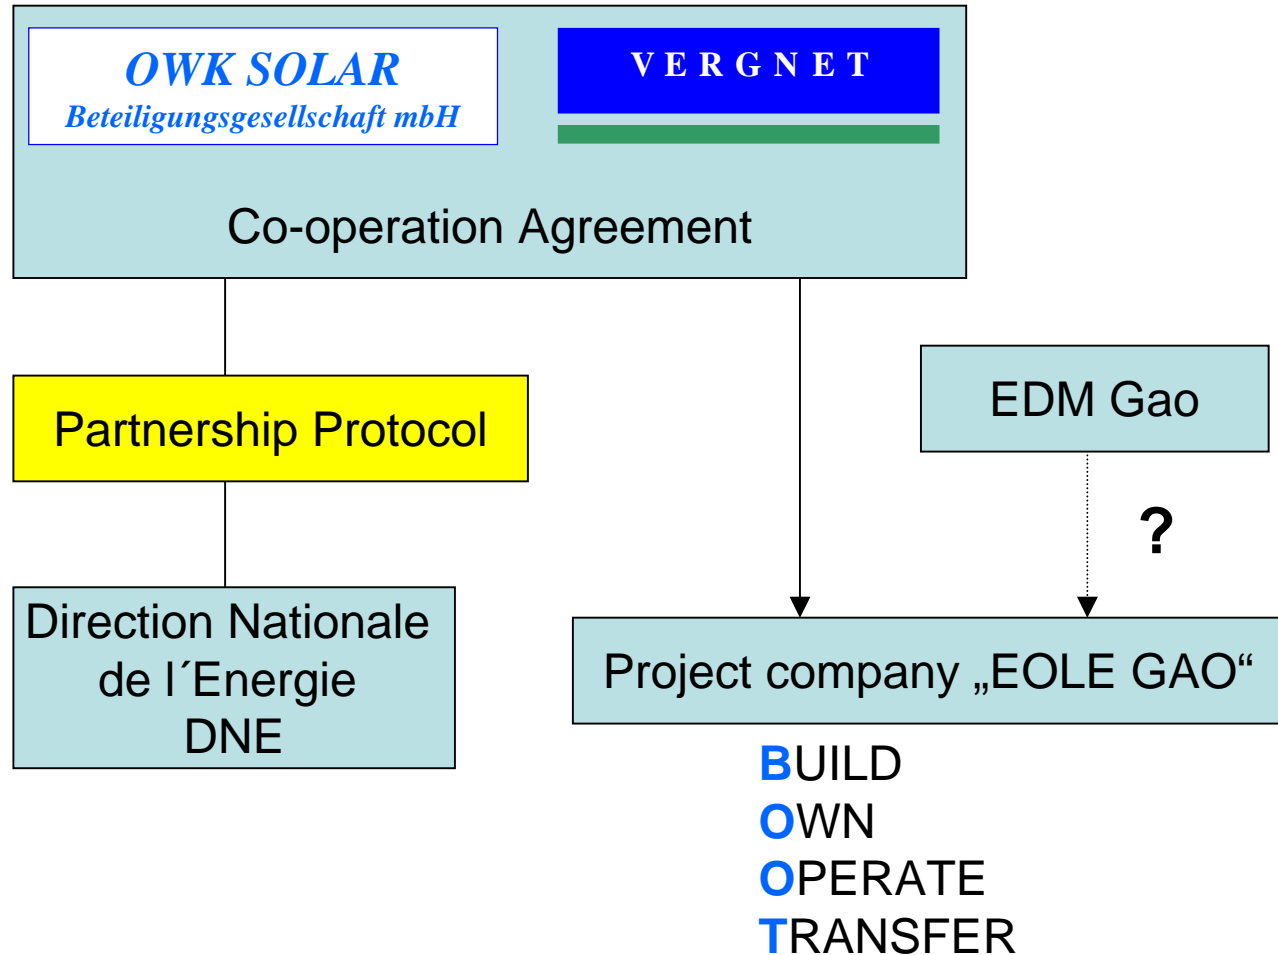 OWK SOLAR
Beteiligungsgesellschaft mbH
VERGNET
Co-operation Agreement
Partnership Protocol
EDM Gao
?
Direction Nationale
de l´Energie
DNE
Project company „EOLE GAO“
BUILD
OWN
OPERATE
TRANSFER